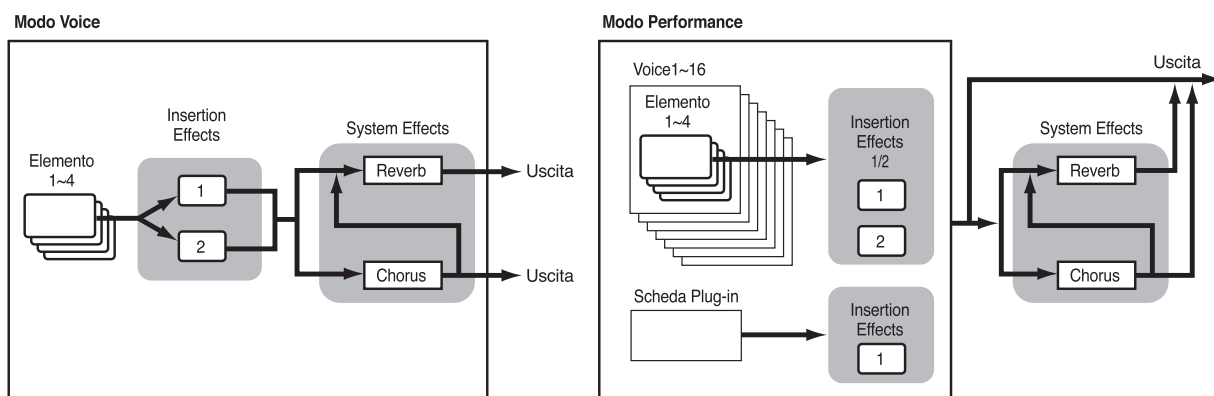 Modo Voice
Elemento
1~4
Insertion
Effects
1
2
System Effects
Reverb
Chorus
Uscita
Uscita
Modo Performance
Voice1~16
Elemento
1~4
Insertion
Effects
1/2
1
2
Scheda Plug-in
Insertion
Effects
1
System Effects
Reverb
Chorus
Uscita